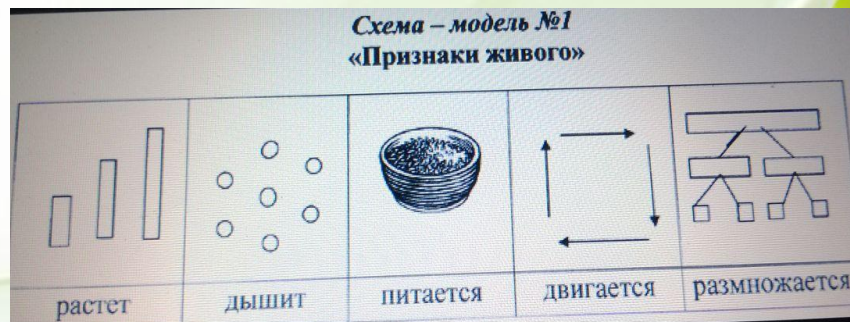 Схема – модель №1
«Признаки живого»
растет
дышит
питается
двигается
размножается